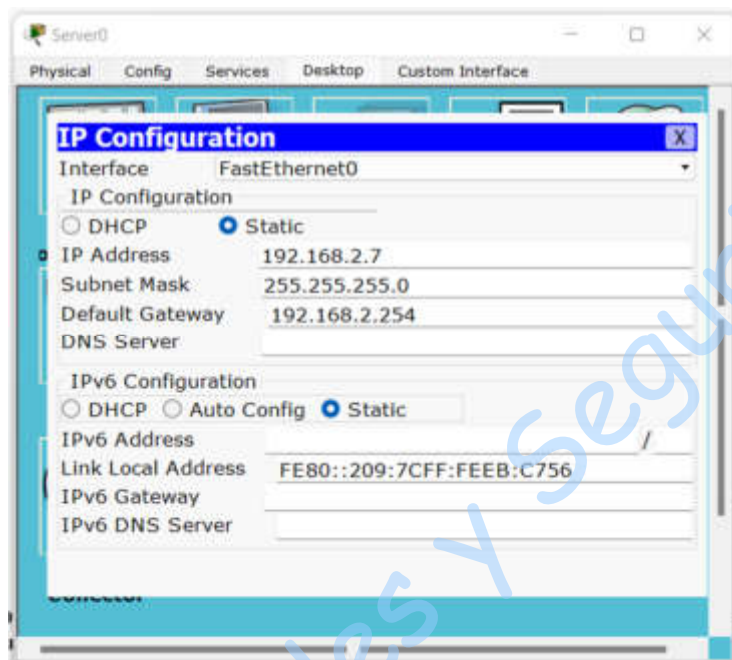 Server0
Physical Config Services Desktop Custom Interface
IP Configuration X
Interface FastEthernet0
IP Configuration
DHCP Static
IP Address 192.168.2.7
Subnet Mask 255.255.255.0
Default Gateway 192.168.2.254
DNS Server
IPv6 Configuration
DHCP Auto Config Static
IPv6 Address /
Link Local Address FE80::209:7CFF:FEEB:C756
IPv6 Gateway
IPv6 DNS Server
des y Segur